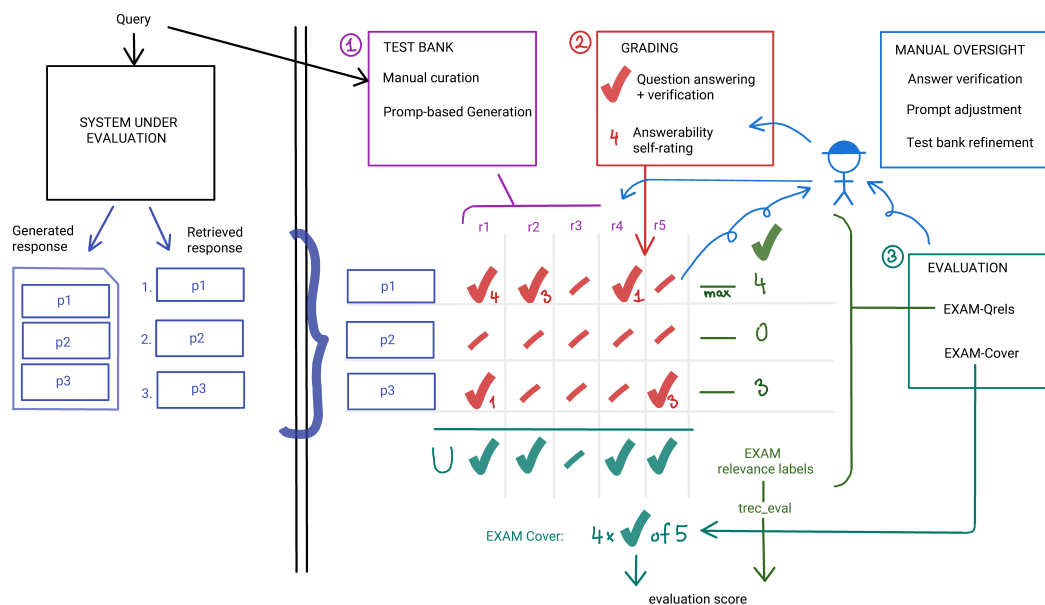 Query
SYSTEM UNDER
EVALUATION
Generated
response
p1
p2
p3
Retrieved
response
1. p1
2. p2
3. p3
1
TEST BANK
Manual curation
Promp-based Generation
2
GRADING
Question answering
+ verification
4 Answerability
self-rating
MANUAL OVERSIGHT
Answer verification
Prompt adjustment
Test bank refinement
3
EVALUATION
EXAM-Qrels
EXAM-Cover
r1 r2 r3 r4 r5
p1 4 3 1 max 4
p2 0
p3 1 3 3
U
EXAM
relevance labels
trec_eval
EXAM Cover: 4x ✓ of 5
evaluation score